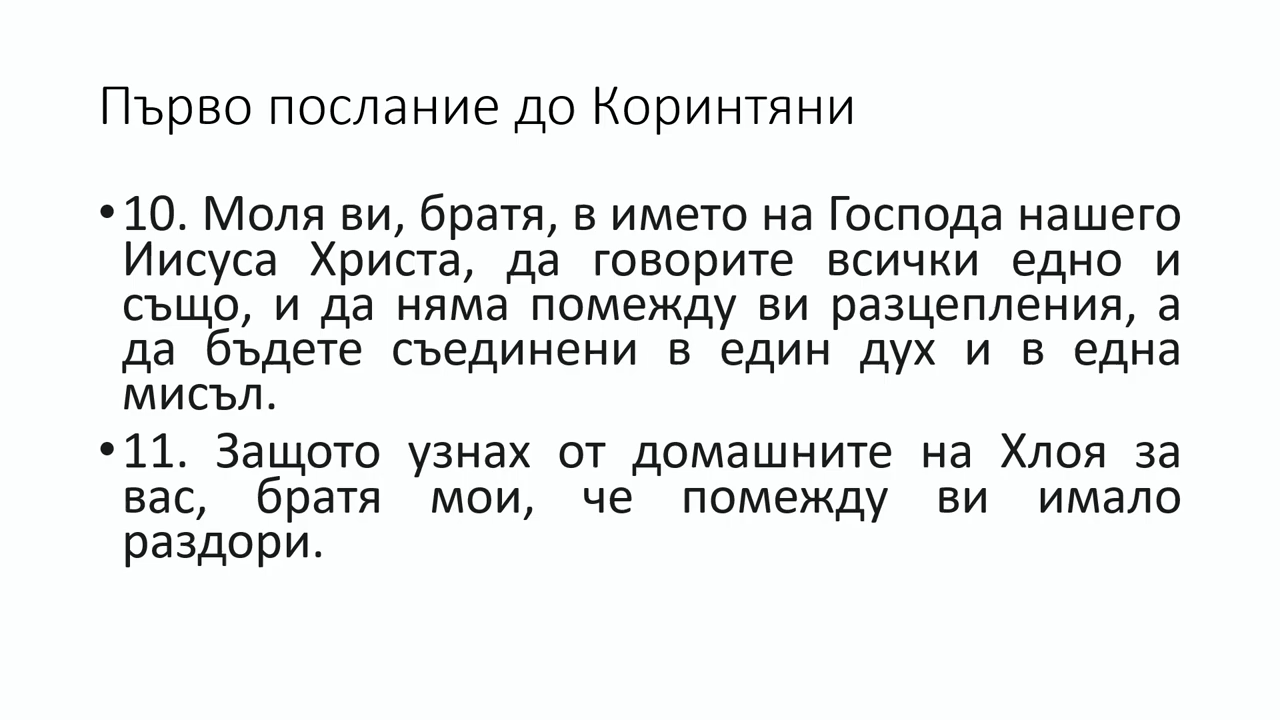 Първо послание до Коринтяни
•10. Моля ви, братя, в името на Господа нашего
Иисуса Христа, да говорите всички едно и
също, и да няма помежду ви разцепления, а
да бъдете съединени в един дух и в една
мисъл.
•11. Защото узнах от домашните на Хлоя за
вас, братя мои, че помежду ви имало
раздори.